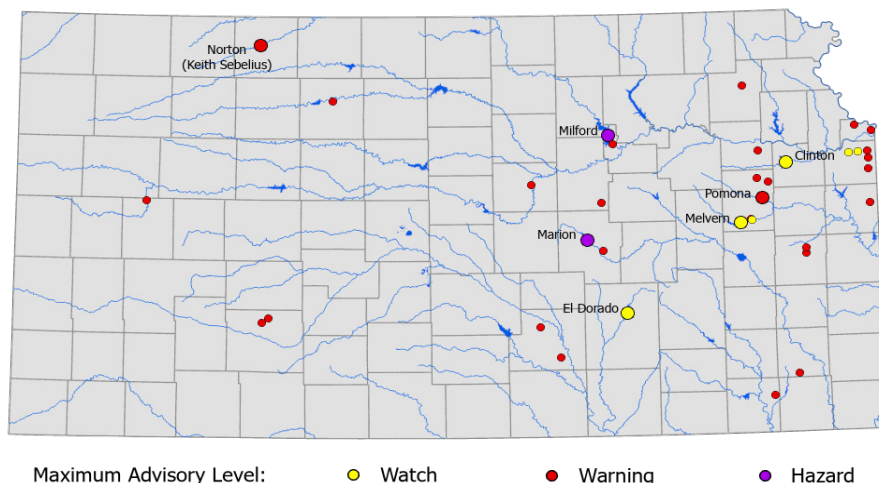 Norton
(Keith Sebelius)
Milford
Clinton
Pomona
Melvern
Marion
El Dorado
Maximum Advisory Level: Watch Warning Hazard